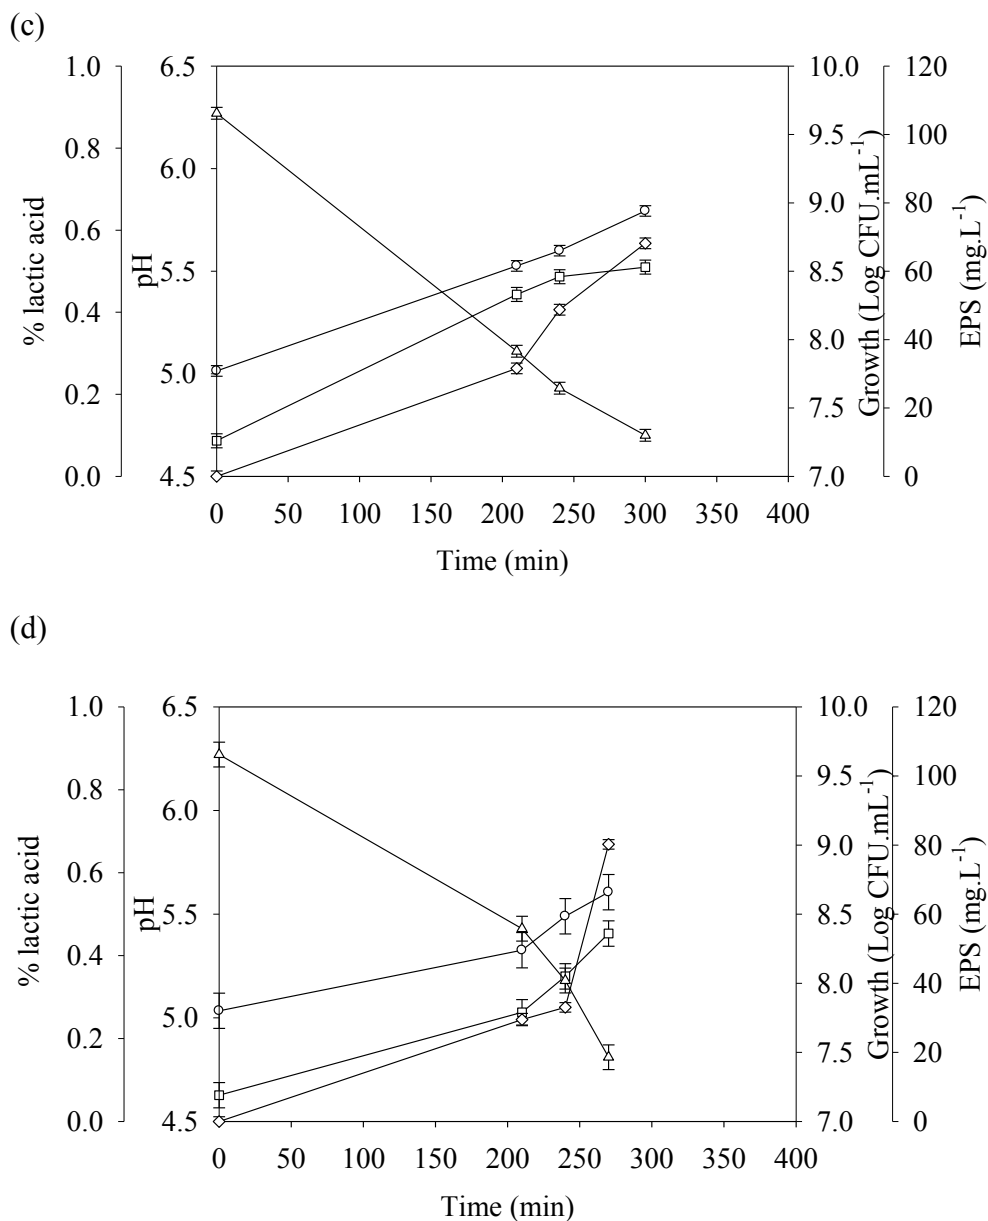 (c)
1.0 6.5 10.0 120
0.8 6.0 9.5 100
0.6 5.5 9.0 80
0.4 5.0 8.5 60
0.2 4.5 8.0 40
0.0 7.5 20
7.0 0
% lactic acid
pH
Growth (Log CFU.mL⁻¹)
EPS (mg.L⁻¹)
0 50 100 150 200 250 300 350 400
Time (min)
(d)
1.0 6.5 10.0 120
0.8 6.0 9.5 100
0.6 5.5 9.0 80
0.4 5.0 8.5 60
0.2 4.5 8.0 40
0.0 7.5 20
7.0 0
% lactic acid
pH
Growth (Log CFU.mL⁻¹)
EPS (mg.L⁻¹)
0 50 100 150 200 250 300 350 400
Time (min)